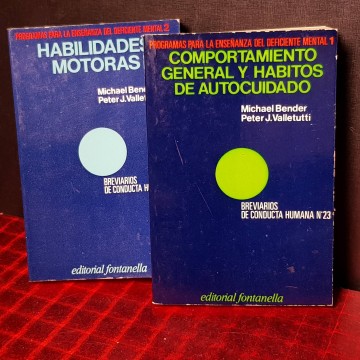 PROGRAMAS PARA LA ENSEÑANZA DEL DEFICIENTE MENTAL 2
HABILIDADES
MOTORAS
Michael Bender
Peter J. Valletutti
BREVIARIOS
DE CONDUCTA
editorial fontanella
PROGRAMAS PARA LA ENSEÑANZA DEL DEFICIENTE MENTAL 1
COMPORTAMIENTO
GENERAL Y HABITOS
DE AUTOCUIDADO
Michael Bender
Peter J. Valletutti
BREVIARIOS
DE CONDUCTA HUMANA Nº 23
editorial fontanella